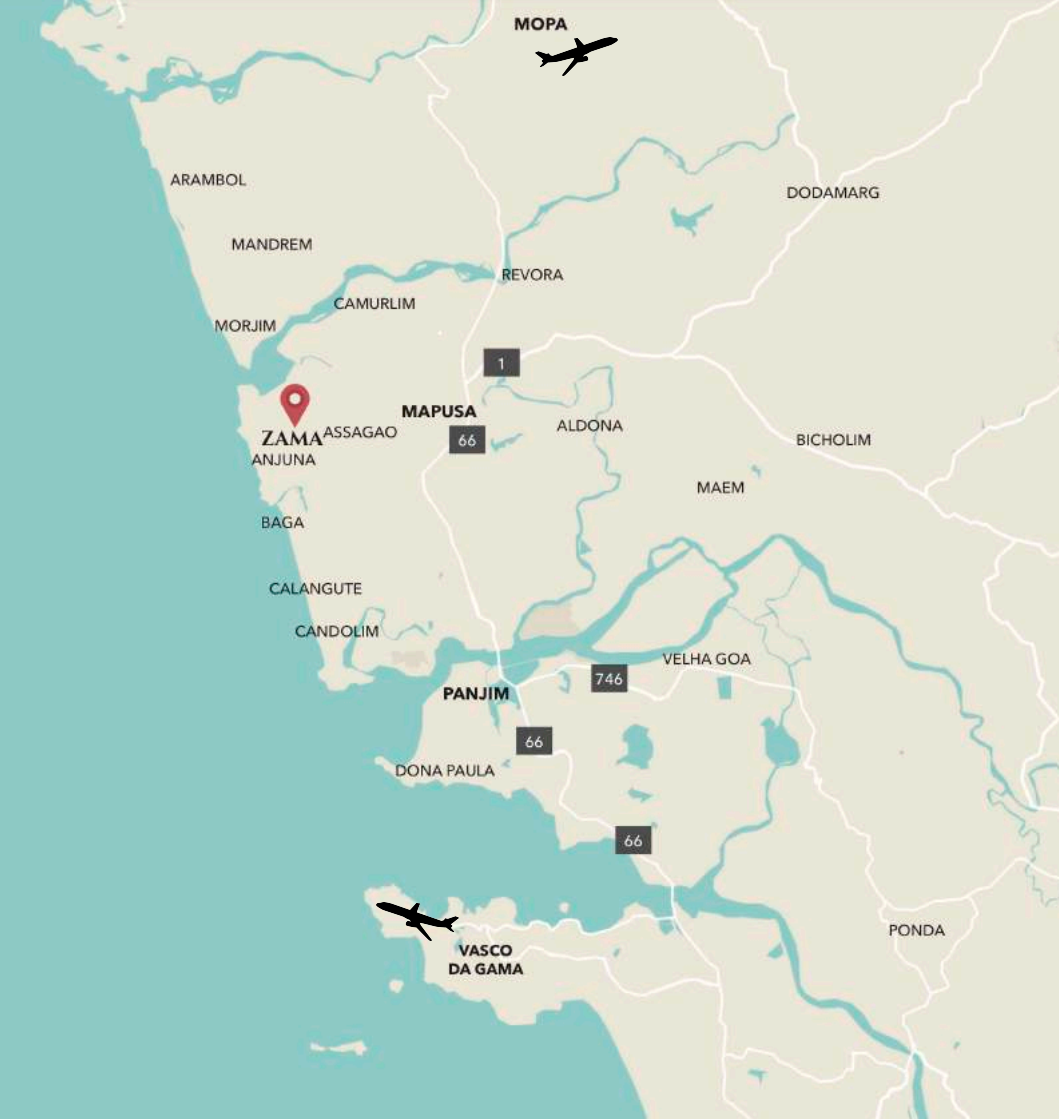 MOPA
ARAMBOL
DODAMARG
MANDREM
REVORA
CAMURLIM
MORJIM
1
MAPUSA
ALDONA
ZAMA
ASSAGAO
66
BICHOLIM
ANJUNA
MAEM
BAGA
CALANGUTE
CANDOLIM
VELHA GOA
746
PANJIM
66
DONA PAULA
66
PONDA
VASCO
DA GAMA